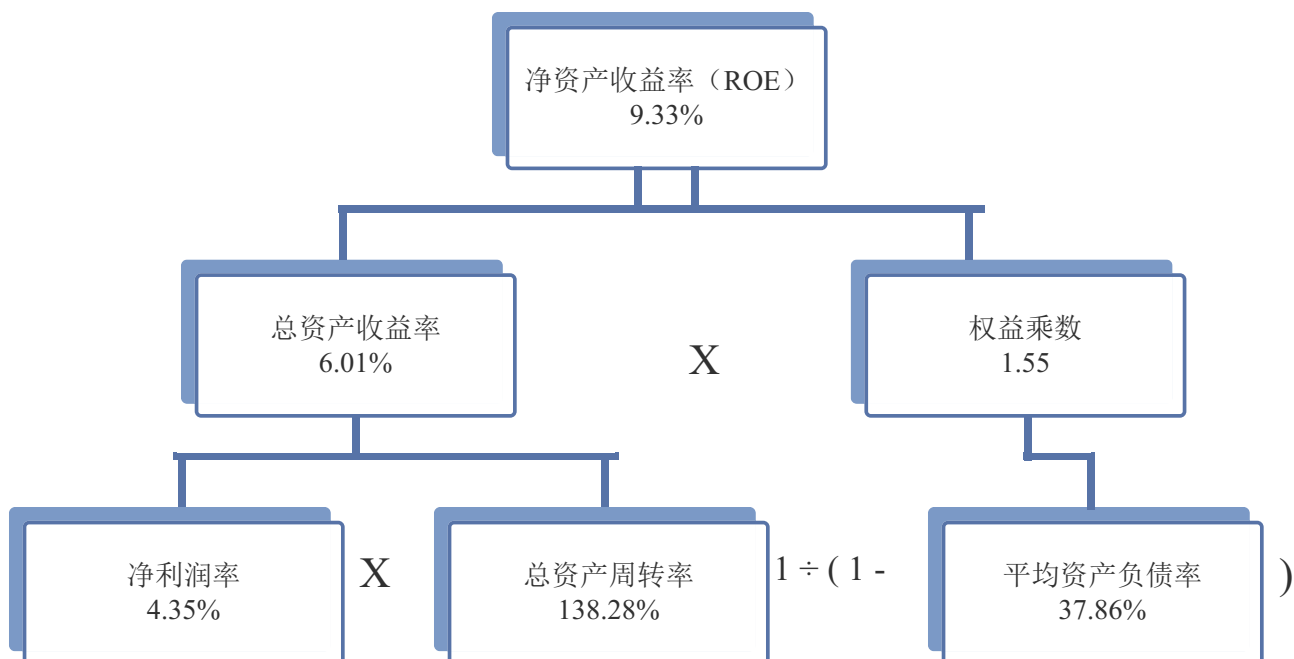 净资产收益率（ROE）
9.33%
总资产收益率
6.01%
X
权益乘数
1.55
净利润率
4.35%
X
总资产周转率
138.28%
1 ÷ ( 1 -
平均资产负债率
37.86%
)